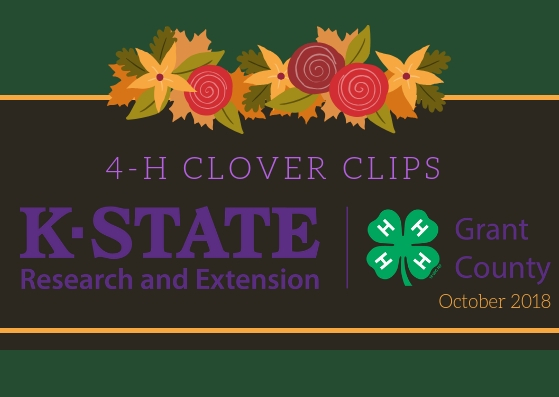 4-H CLOVER CLIPS
K·STATE
Research and Extension
H H
H H
Grant
County
October 2018